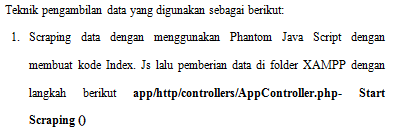 Teknik pengambilan data yang digunakan sebagai berikut:
1. Scraping data dengan menggunakan Phantom Java Script dengan
membuat kode Index. Js lalu pemberian data di folder XAMPP dengan
langkah berikut app/http/controllers/AppController.php- Start
Scraping ()